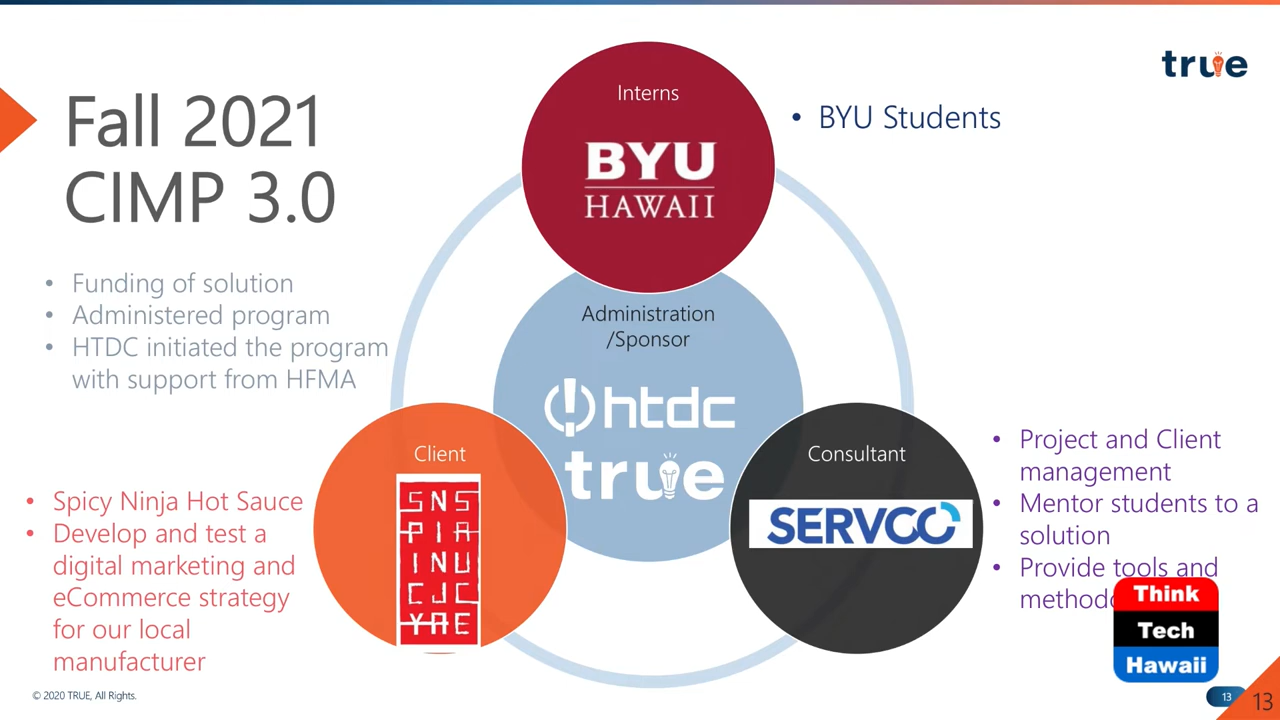 true
Fall 2021
CIMP 3.0
Interns
BYU
HAWAII
• BYU Students
• Funding of solution
• Administered program
• HTDC initiated the program
with support from HFMA
Administration
/Sponsor
htdc
true
Client
SNS
PIA
INU
CJC
YAE
• Spicy Ninja Hot Sauce
• Develop and test a
digital marketing and
eCommerce strategy
for our local
manufacturer
Consultant
SERVCO
• Project and Client
management
• Mentor students to a
solution
• Provide tools and
Think
Tech
Hawaii
© 2020 TRUE, All Rights.
13
13